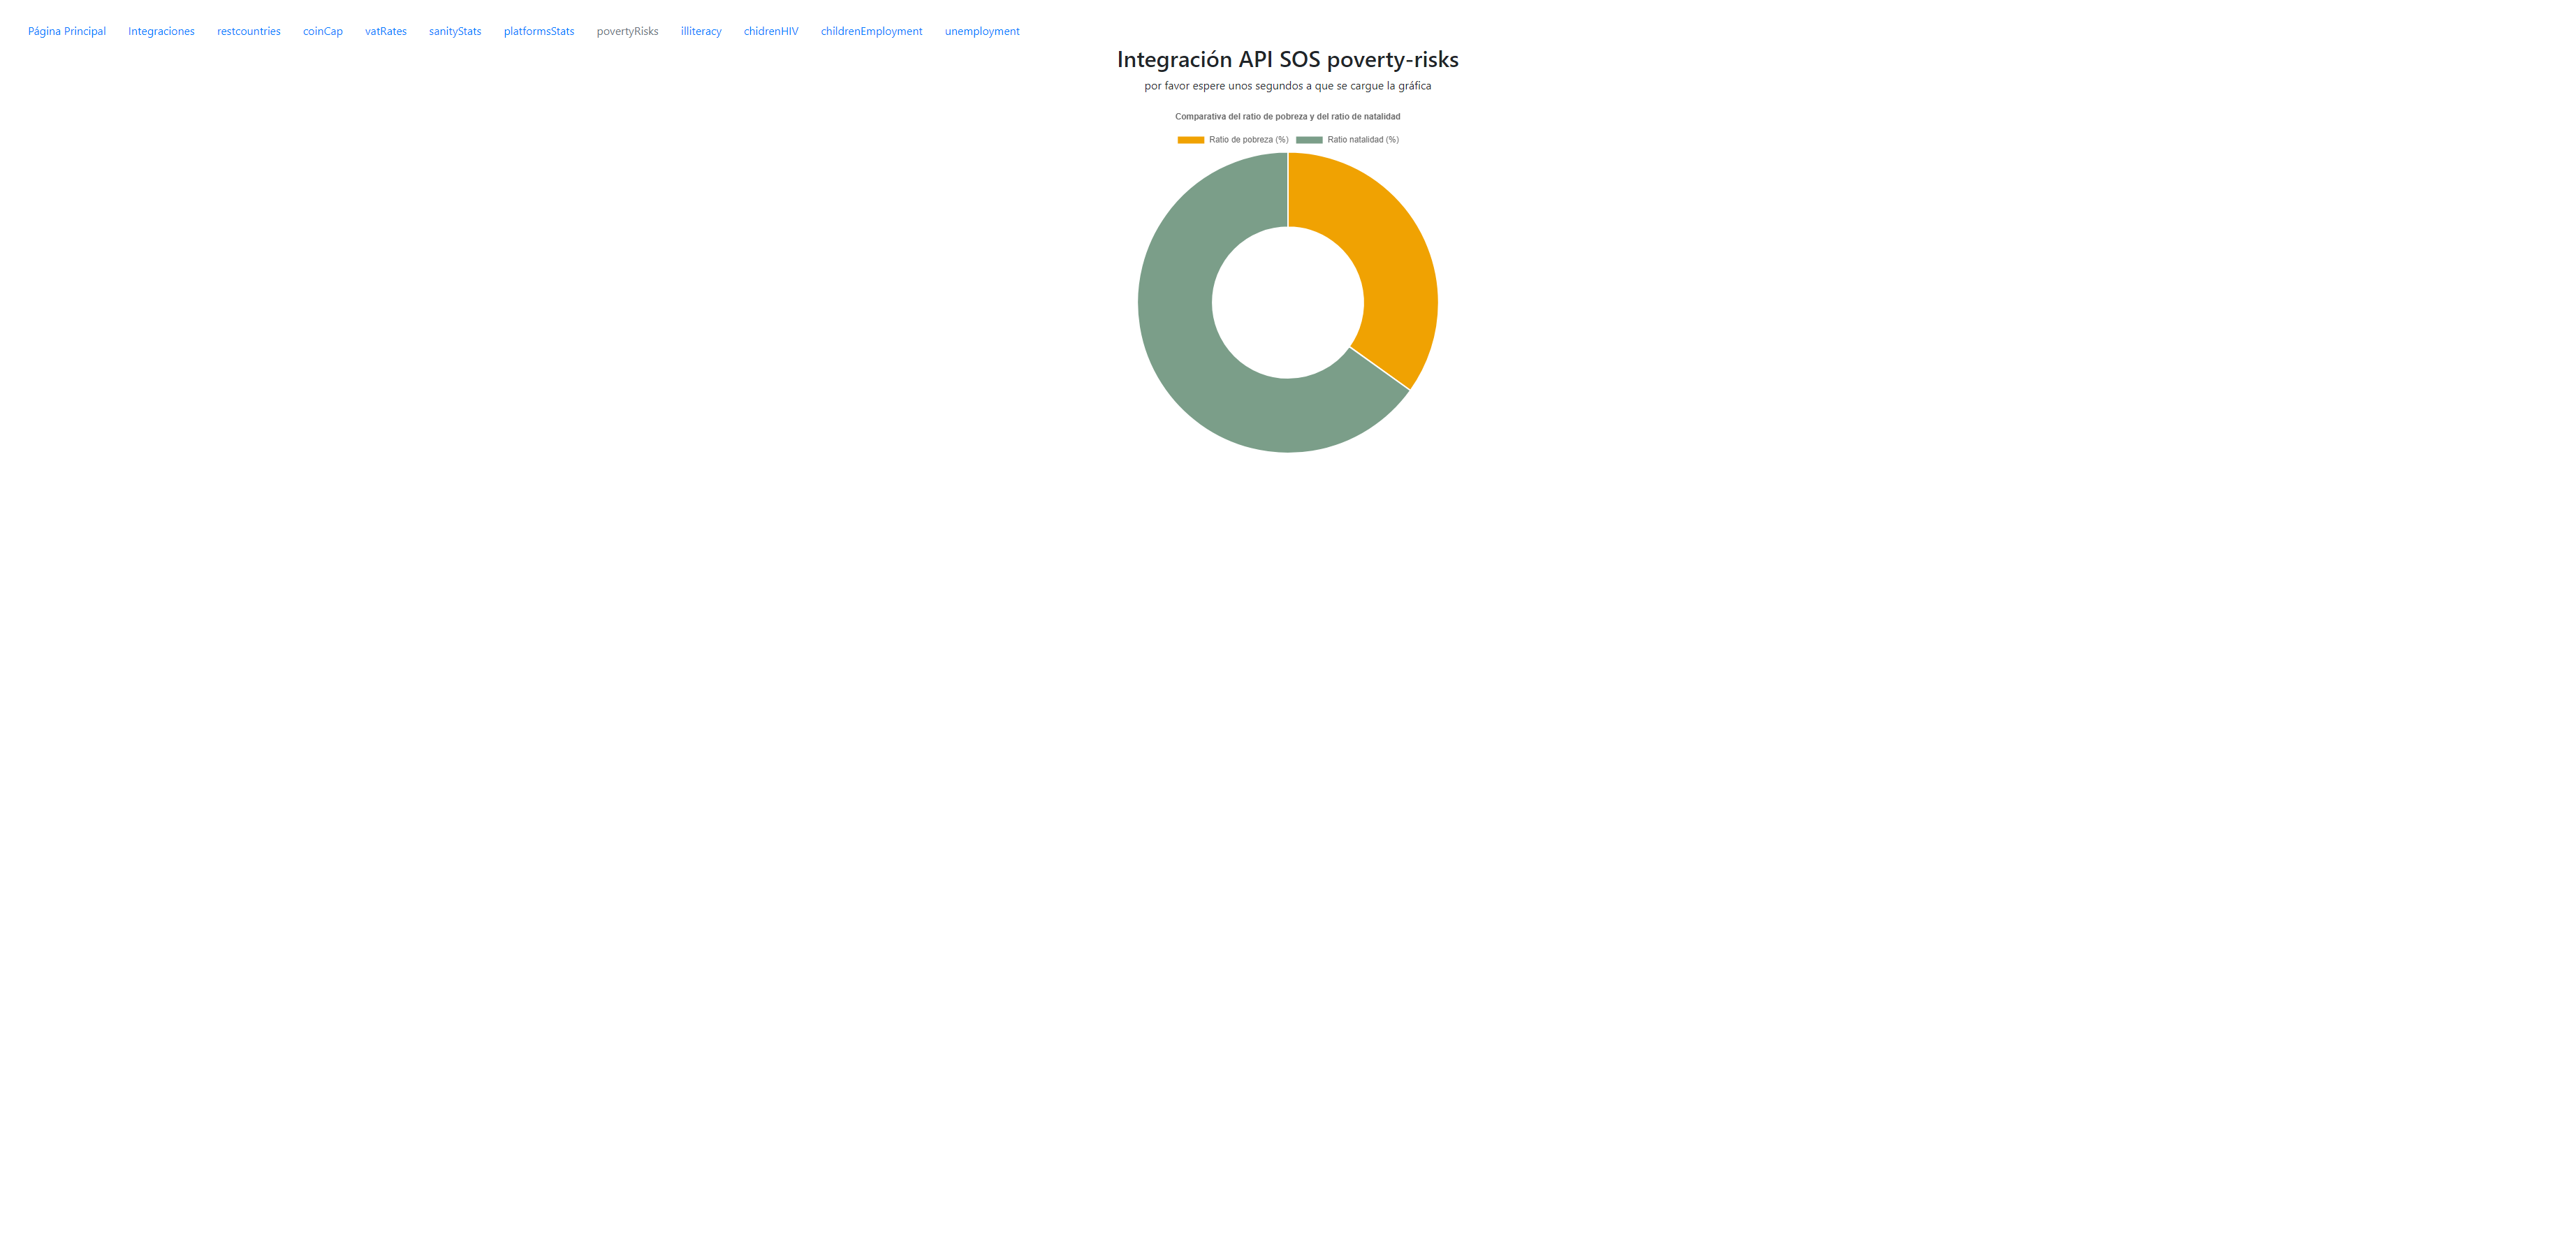 Página Principal Integraciones restcountries coinCap vatRates sanityStats platformsStats povertyRisks illiteracy chidrenHIV childrenEmployment unemployment
Integración API SOS poverty-risks
por favor espere unos segundos a que se cargue la gráfica
Comparativa del ratio de pobreza y del ratio de natalidad
Ratio de pobreza (%) Ratio natalidad (%)